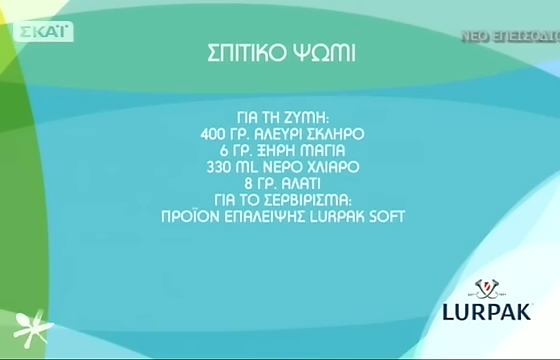 ΣΚΑΪ
ΝΕΟ ΕΠΕΙΣΟΔΙΟ
ΣΠΙΤΙΚΟ ΨΩΜΙ
ΓΙΑ ΤΗ ΖΥΜΗ:
400 ΓΡ. ΑΛΕΥΡΙ ΣΚΛΗΡΟ
6 ΓΡ. ΞΗΡΗ ΜΑΓΙΑ
330 ML ΝΕΡΟ ΧΛΙΑΡΟ
8 ΓΡ. ΑΛΑΤΙ
ΓΙΑ ΤΟ ΣΕΡΒΙΡΙΣΜΑ:
ΠΡΟΪΟΝ ΕΠΑΛΕΙΨΗΣ LURPAK SOFT
LURPAK